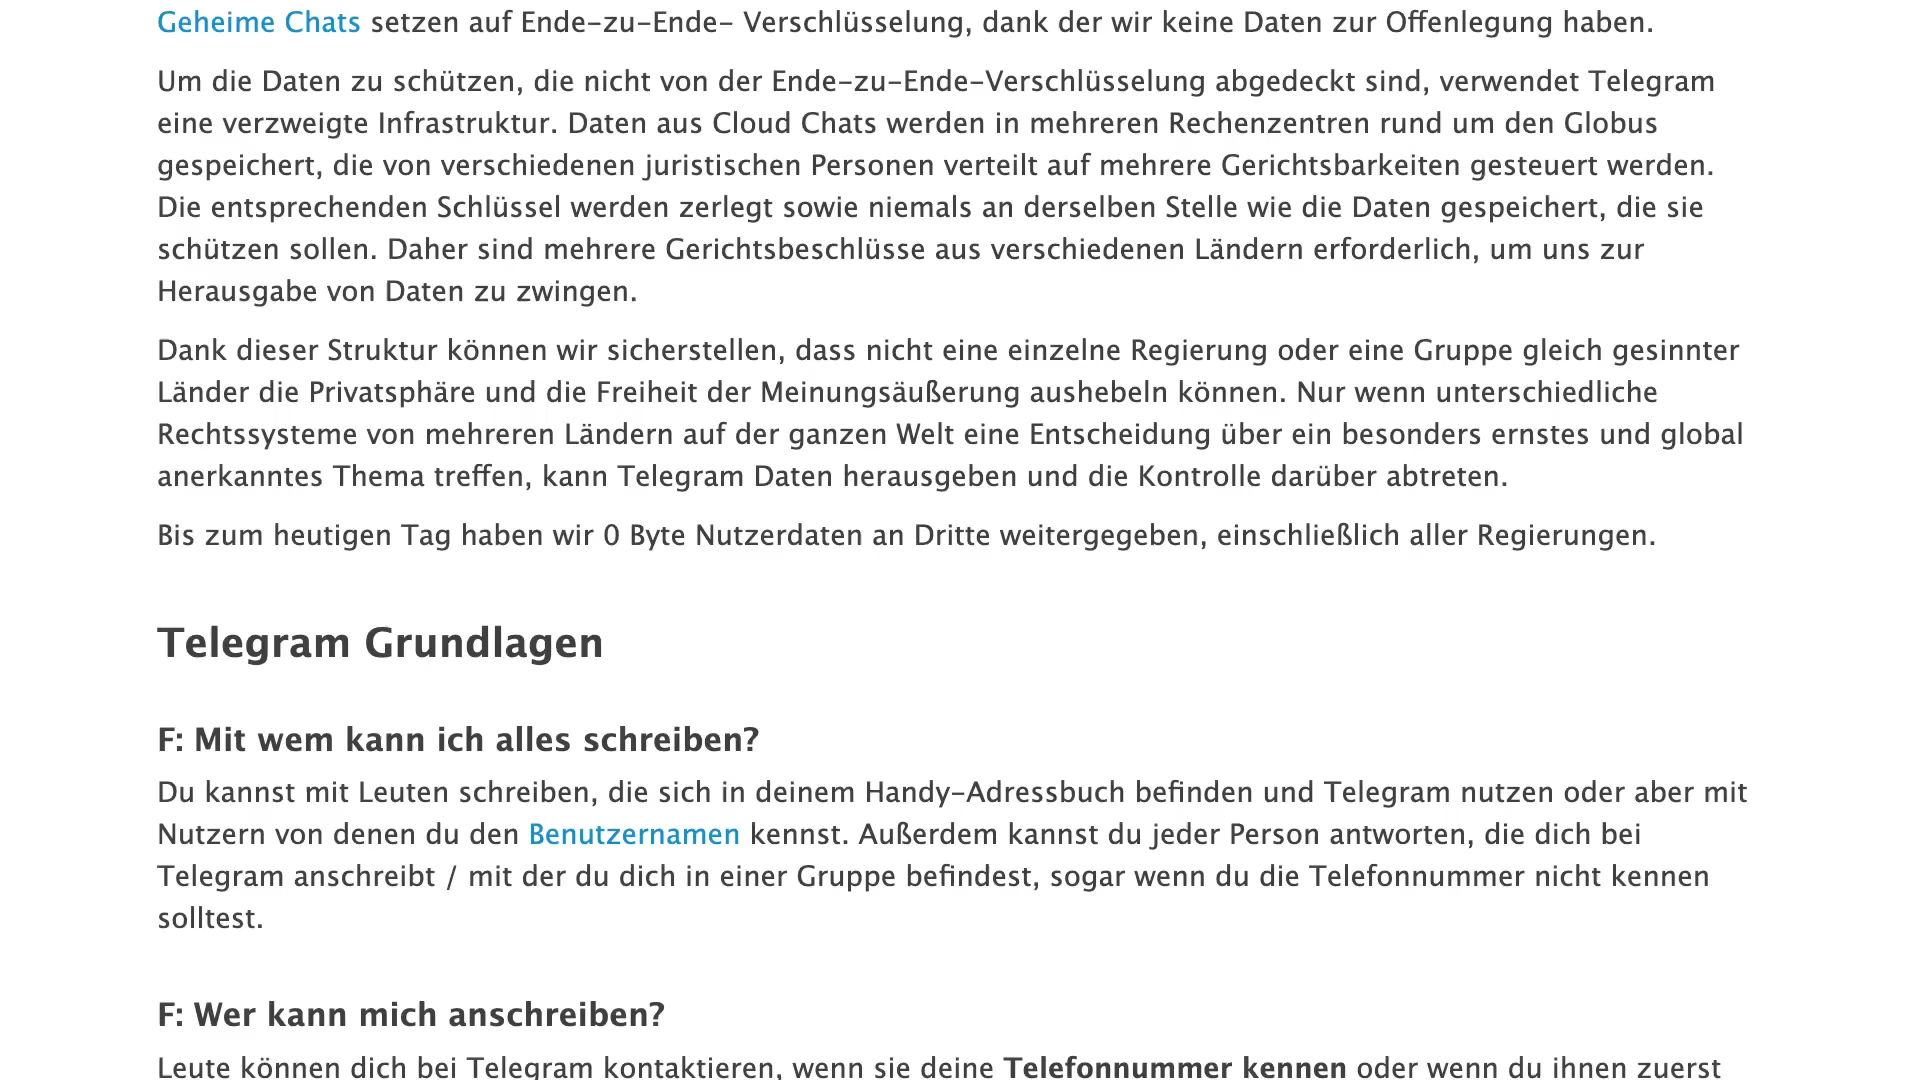 Geheime Chats setzen auf Ende-zu-Ende- Verschlüsselung, dank der wir keine Daten zur Offenlegung haben.
Um die Daten zu schützen, die nicht von der Ende-zu-Ende-Verschlüsselung abgedeckt sind, verwendet Telegram
eine verzweigte Infrastruktur. Daten aus Cloud Chats werden in mehreren Rechenzentren rund um den Globus
gespeichert, die von verschiedenen juristischen Personen verteilt auf mehrere Gerichtsbarkeiten gesteuert werden.
Die entsprechenden Schlüssel werden zerlegt sowie niemals an derselben Stelle wie die Daten gespeichert, die sie
schützen sollen. Daher sind mehrere Gerichtsbeschlüsse aus verschiedenen Ländern erforderlich, um uns zur
Herausgabe von Daten zu zwingen.
Dank dieser Struktur können wir sicherstellen, dass nicht eine einzelne Regierung oder eine Gruppe gleich gesinnter
Länder die Privatsphäre und die Freiheit der Meinungsäußerung aushebeln können. Nur wenn unterschiedliche
Rechtssysteme von mehreren Ländern auf der ganzen Welt eine Entscheidung über ein besonders ernstes und global
anerkanntes Thema treffen, kann Telegram Daten herausgeben und die Kontrolle darüber abtreten.
Bis zum heutigen Tag haben wir 0 Byte Nutzerdaten an Dritte weitergegeben, einschließlich aller Regierungen.
Telegram Grundlagen
F: Mit wem kann ich alles schreiben?
Du kannst mit Leuten schreiben, die sich in deinem Handy-Adressbuch befinden und Telegram nutzen oder aber mit
Nutzern von denen du den Benutzernamen kennst. Außerdem kannst du jeder Person antworten, die dich bei
Telegram anschreibt / mit der du dich in einer Gruppe befindest, sogar wenn du die Telefonnummer nicht kennen
solltest.
F: Wer kann mich anschreiben?
Leute können dich bei Telegram kontaktieren, wenn sie deine Telefonnummer kennen oder wenn du ihnen zuerst